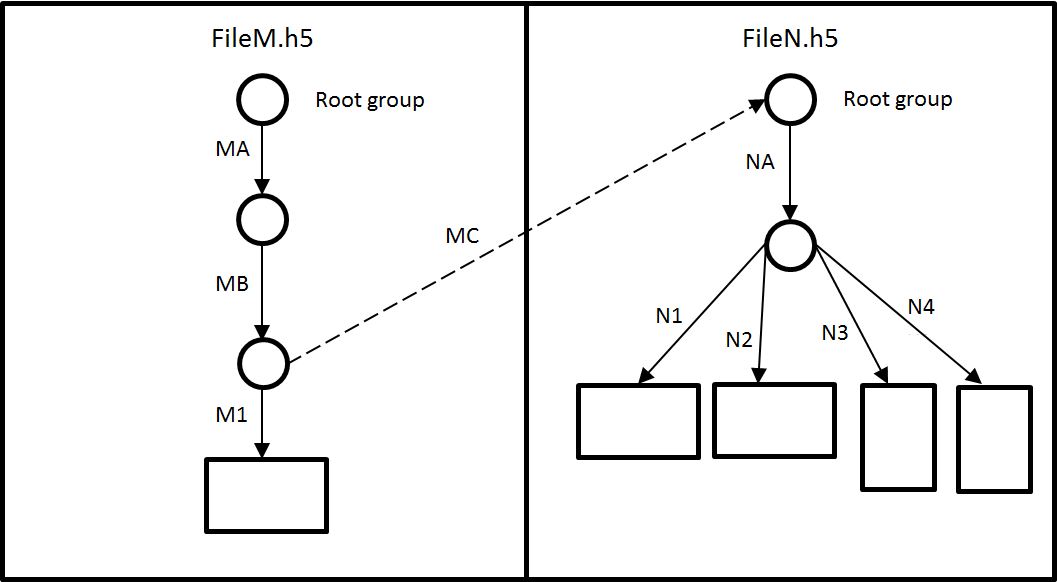 FileM.h5
Root group
MA
MB
MC
M1
FileN.h5
Root group
NA
N1
N2
N3
N4